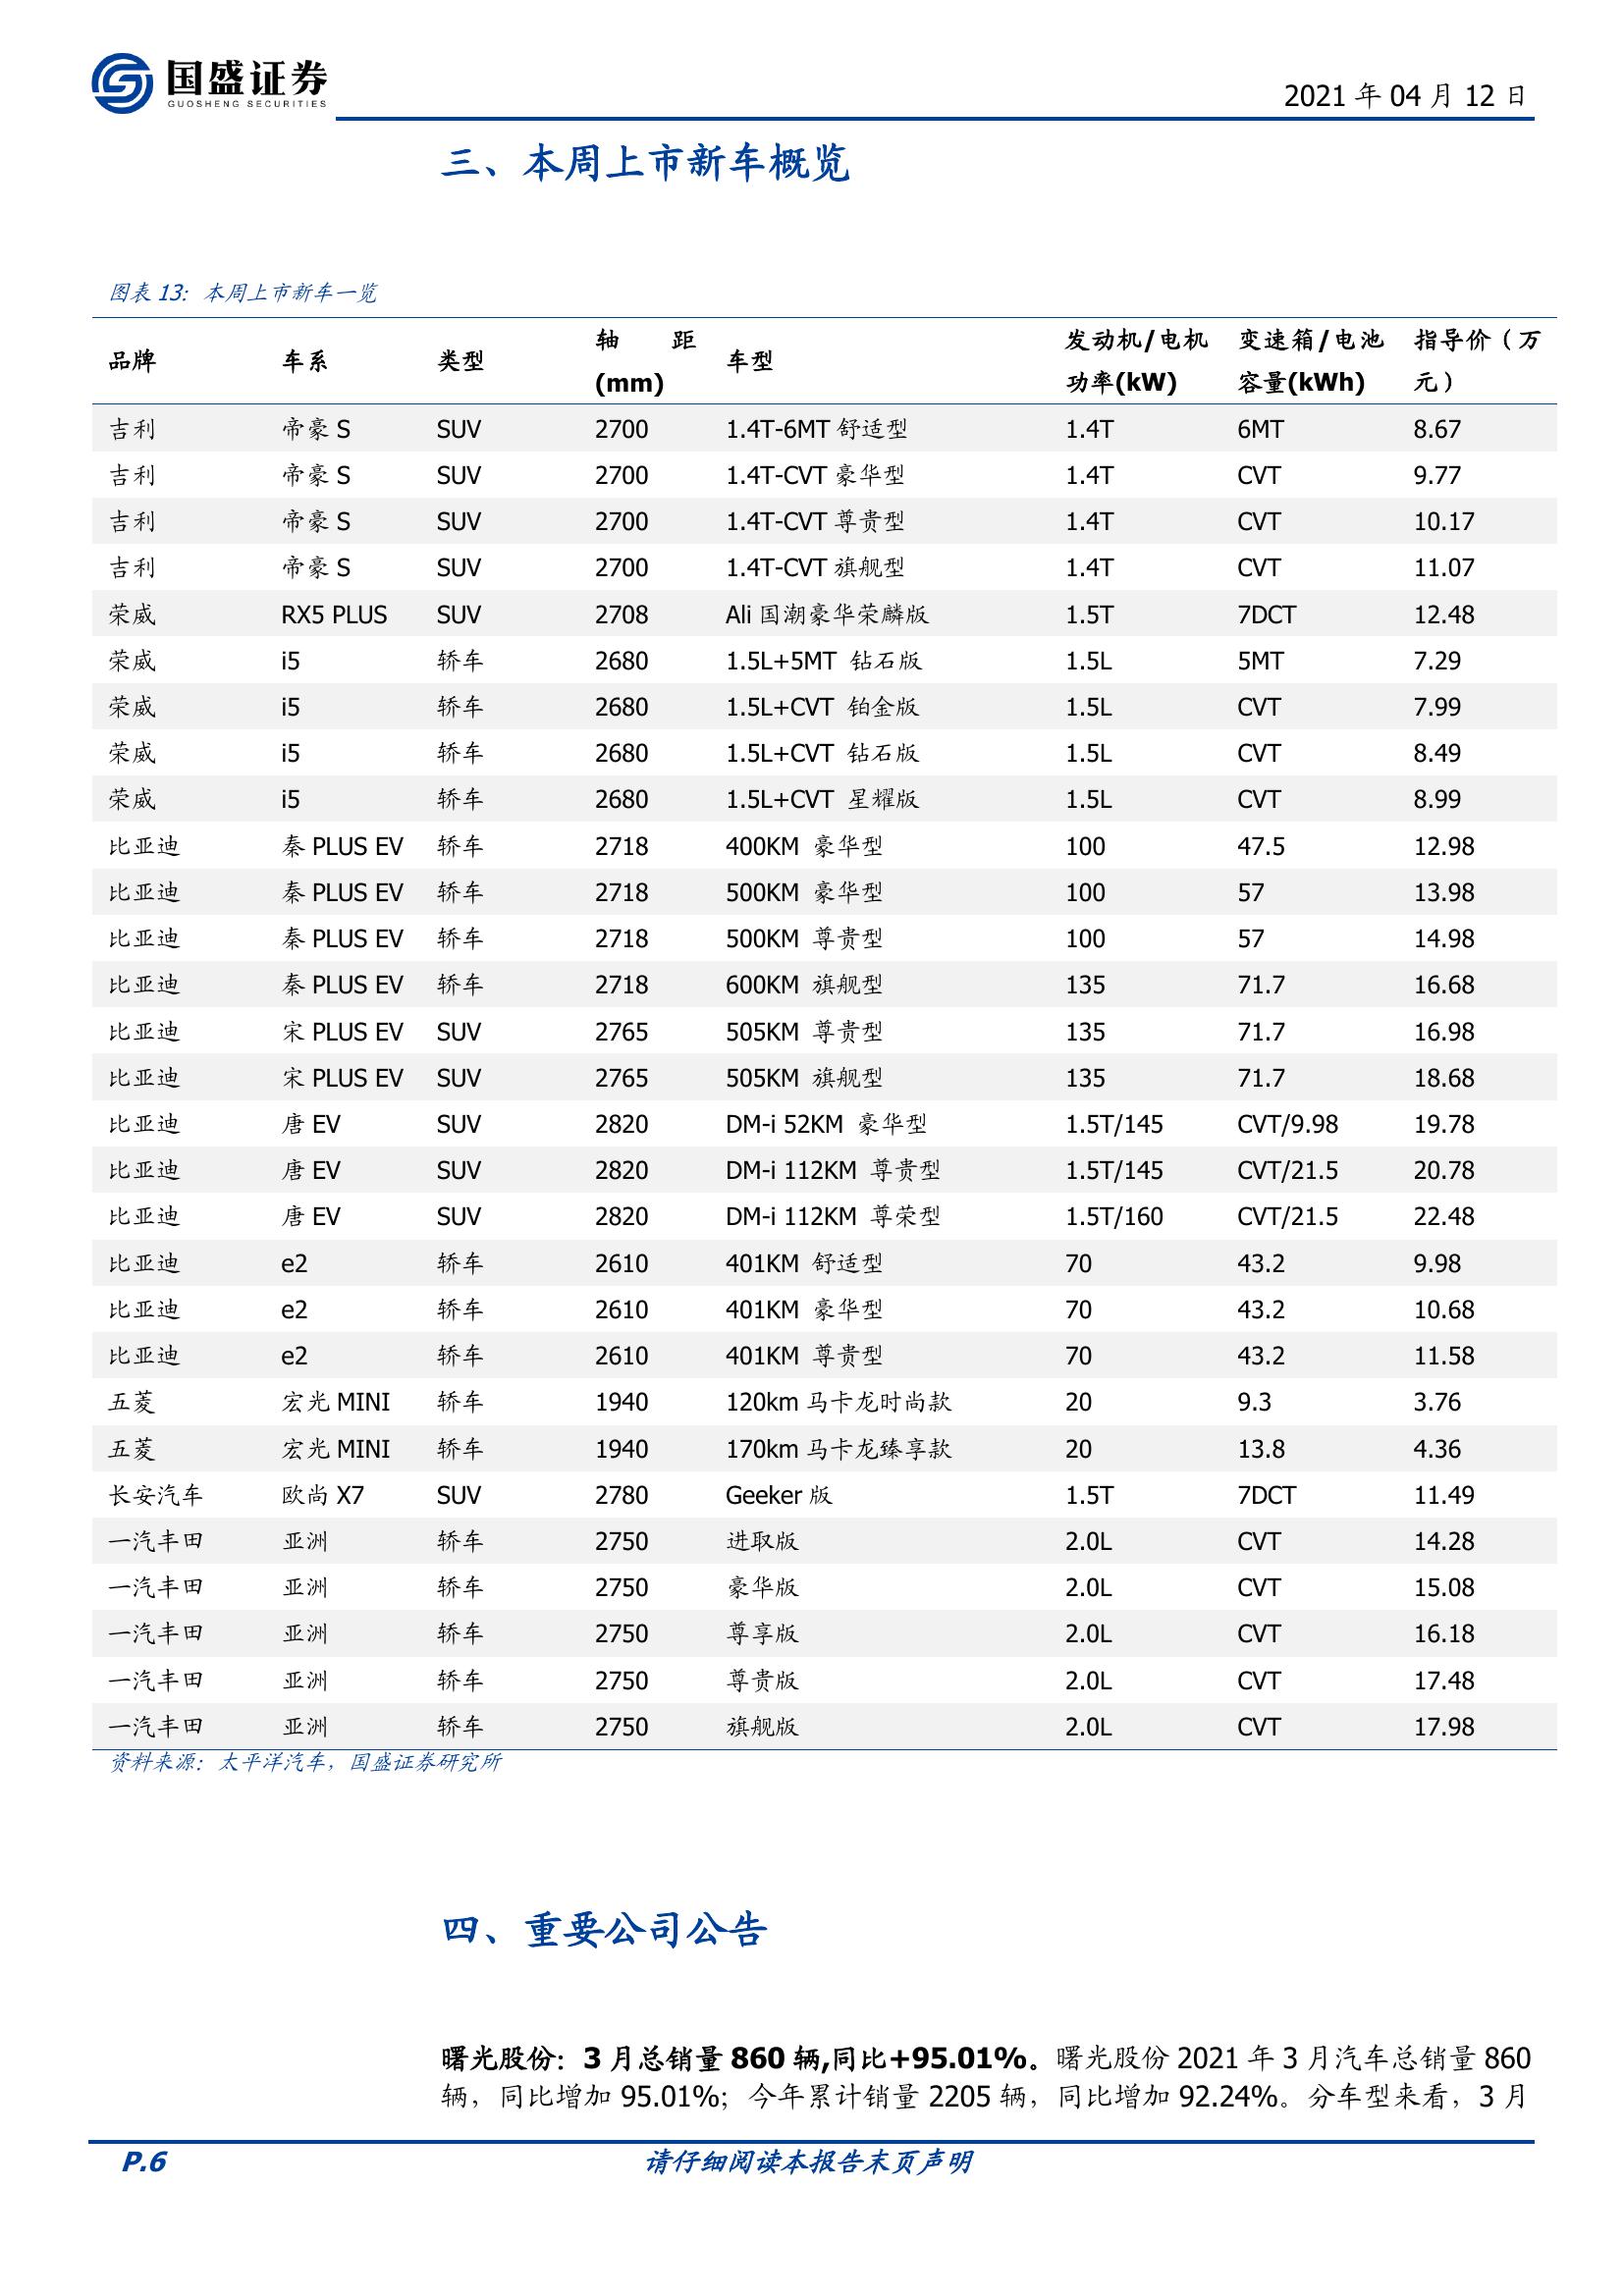 国盛证券
GUOSHENG SECURITIES
2021 年 04 月 12 日
三、本周上市新车概览
图表 13: 本周上市新车一览
品牌 车系 类型 轴 距 (mm) 车型 发动机/电机功率(kW) 变速箱/电池容量(kWh) 指导价（万元）
吉利 帝豪 S SUV 2700 1.4T-6MT 舒适型 1.4T 6MT 8.67
吉利 帝豪 S SUV 2700 1.4T-CVT 豪华型 1.4T CVT 9.77
吉利 帝豪 S SUV 2700 1.4T-CVT 尊贵型 1.4T CVT 10.17
吉利 帝豪 S SUV 2700 1.4T-CVT 旗舰型 1.4T CVT 11.07
荣威 RX5 PLUS SUV 2708 Ali 国潮豪华荣麟版 1.5T 7DCT 12.48
荣威 i5 轿车 2680 1.5L+5MT 钻石版 1.5L 5MT 7.29
荣威 i5 轿车 2680 1.5L+CVT 铂金版 1.5L CVT 7.99
荣威 i5 轿车 2680 1.5L+CVT 钻石版 1.5L CVT 8.49
荣威 i5 轿车 2680 1.5L+CVT 星耀版 1.5L CVT 8.99
比亚迪 秦 PLUS EV 轿车 2718 400KM 豪华型 100 47.5 12.98
比亚迪 秦 PLUS EV 轿车 2718 500KM 豪华型 100 57 13.98
比亚迪 秦 PLUS EV 轿车 2718 500KM 尊贵型 100 57 14.98
比亚迪 秦 PLUS EV 轿车 2718 600KM 旗舰型 135 71.7 16.68
比亚迪 宋 PLUS EV SUV 2765 505KM 尊贵型 135 71.7 16.98
比亚迪 宋 PLUS EV SUV 2765 505KM 旗舰型 135 71.7 18.68
比亚迪 唐 EV SUV 2820 DM-i 52KM 豪华型 1.5T/145 CVT/9.98 19.78
比亚迪 唐 EV SUV 2820 DM-i 112KM 尊贵型 1.5T/145 CVT/21.5 20.78
比亚迪 唐 EV SUV 2820 DM-i 112KM 尊荣型 1.5T/160 CVT/21.5 22.48
比亚迪 e2 轿车 2610 401KM 舒适型 70 43.2 9.98
比亚迪 e2 轿车 2610 401KM 豪华型 70 43.2 10.68
比亚迪 e2 轿车 2610 401KM 尊贵型 70 43.2 11.58
五菱 宏光 MINI 轿车 1940 120km 马卡龙时尚款 20 9.3 3.76
五菱 宏光 MINI 轿车 1940 170km 马卡龙臻享款 20 13.8 4.36
长安汽车 欧尚 X7 SUV 2780 Geeker 版 1.5T 7DCT 11.49
一汽丰田 亚洲 轿车 2750 进取版 2.0L CVT 14.28
一汽丰田 亚洲 轿车 2750 豪华版 2.0L CVT 15.08
一汽丰田 亚洲 轿车 2750 尊享版 2.0L CVT 16.18
一汽丰田 亚洲 轿车 2750 尊贵版 2.0L CVT 17.48
一汽丰田 亚洲 轿车 2750 旗舰版 2.0L CVT 17.98
资料来源：太平洋汽车，国盛证券研究所
四、重要公司公告
曙光股份：3 月总销量 860 辆,同比+95.01%。曙光股份 2021 年 3 月汽车总销量 860
辆，同比增加 95.01%；今年累计销量 2205 辆，同比增加 92.24%。分车型来看，3 月
P.6
请仔细阅读本报告末页声明